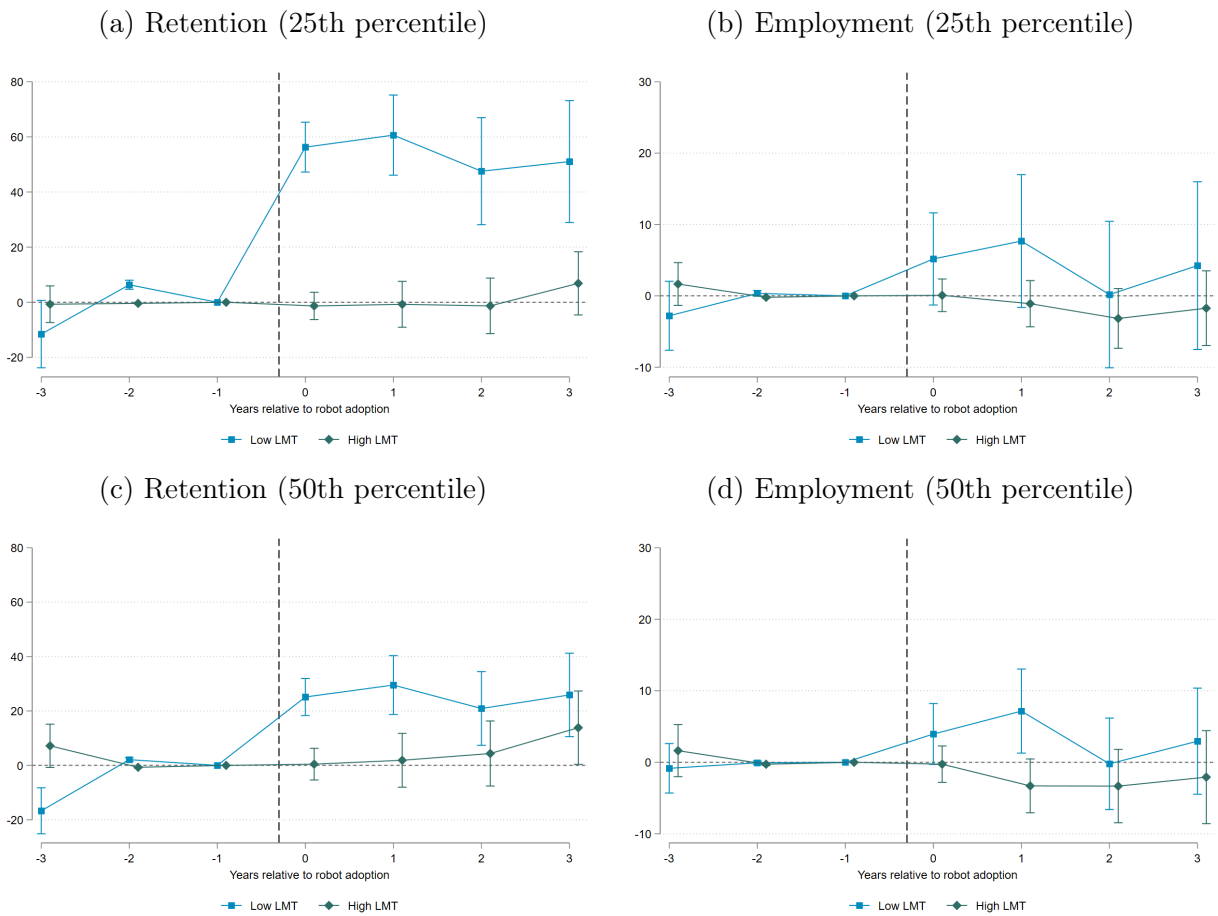 (a) Retention (25th percentile)
80
60
40
20
0
-20
-3 -2 -1 0 1 2 3
Years relative to robot adoption
Low LMT High LMT
(b) Employment (25th percentile)
30
20
10
0
-10
-3 -2 -1 0 1 2 3
Years relative to robot adoption
Low LMT High LMT
(c) Retention (50th percentile)
80
60
40
20
0
-20
-3 -2 -1 0 1 2 3
Years relative to robot adoption
Low LMT High LMT
(d) Employment (50th percentile)
30
20
10
0
-10
-3 -2 -1 0 1 2 3
Years relative to robot adoption
Low LMT High LMT